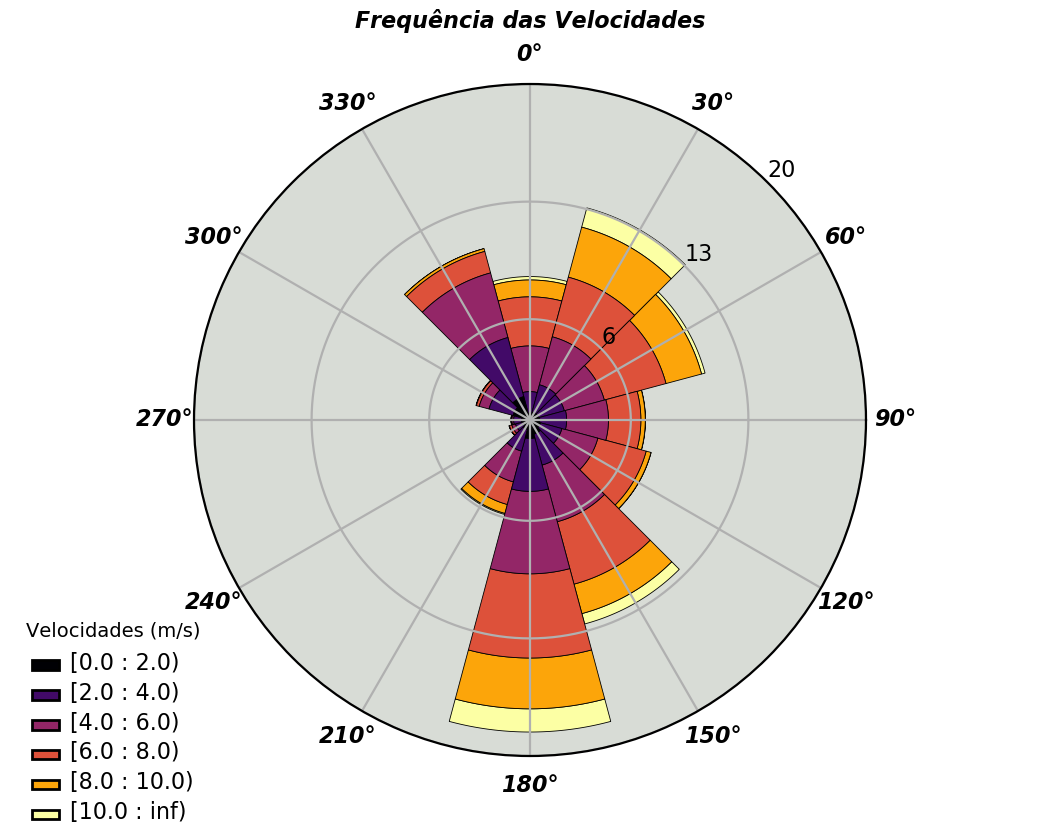 Frequência das Velocidades
0°
330°
30°
20
300°
60°
13
6
270°
90°
240°
120°
210°
150°
180°
Velocidades (m/s)
[0.0 : 2.0)
[2.0 : 4.0)
[4.0 : 6.0)
[6.0 : 8.0)
[8.0 : 10.0)
[10.0 : inf)